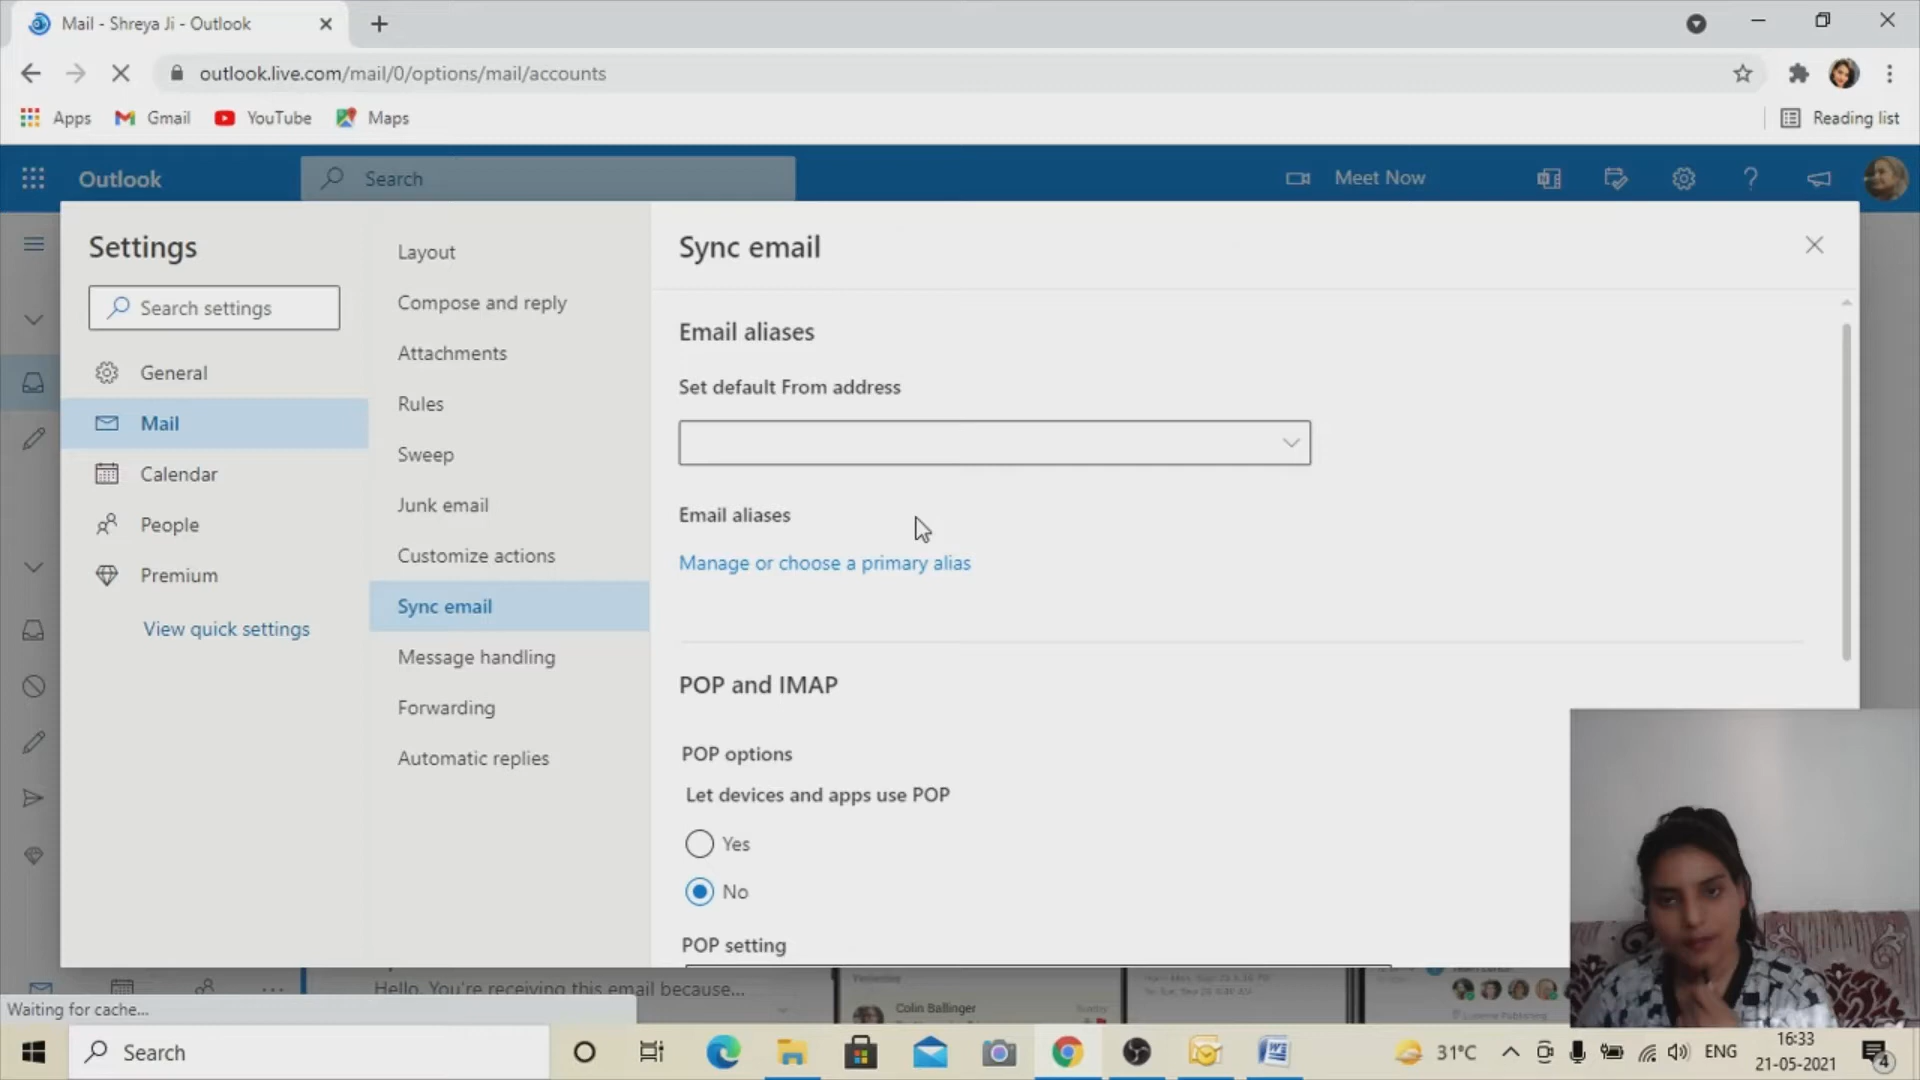 Mail - Shreya Ji - Outlook
outlook.live.com/mail/0/options/mail/accounts
Apps
Gmail
YouTube
Maps
Reading list
Outlook
Search
Meet Now
Settings
Search settings
General
Mail
Calendar
People
Premium
View quick settings
Layout
Compose and reply
Attachments
Rules
Sweep
Junk email
Customize actions
Sync email
Message handling
Forwarding
Automatic replies
Sync email
Email aliases
Set default From address
Email aliases
Manage or choose a primary alias
POP and IMAP
POP options
Let devices and apps use POP
Yes
No
POP setting
Hello, You're receiving this email because...
Yesterday
Colin Ballinger
Sunday
Waiting for cache...
Search
31°C
ENG
16:33
21-05-2021
4